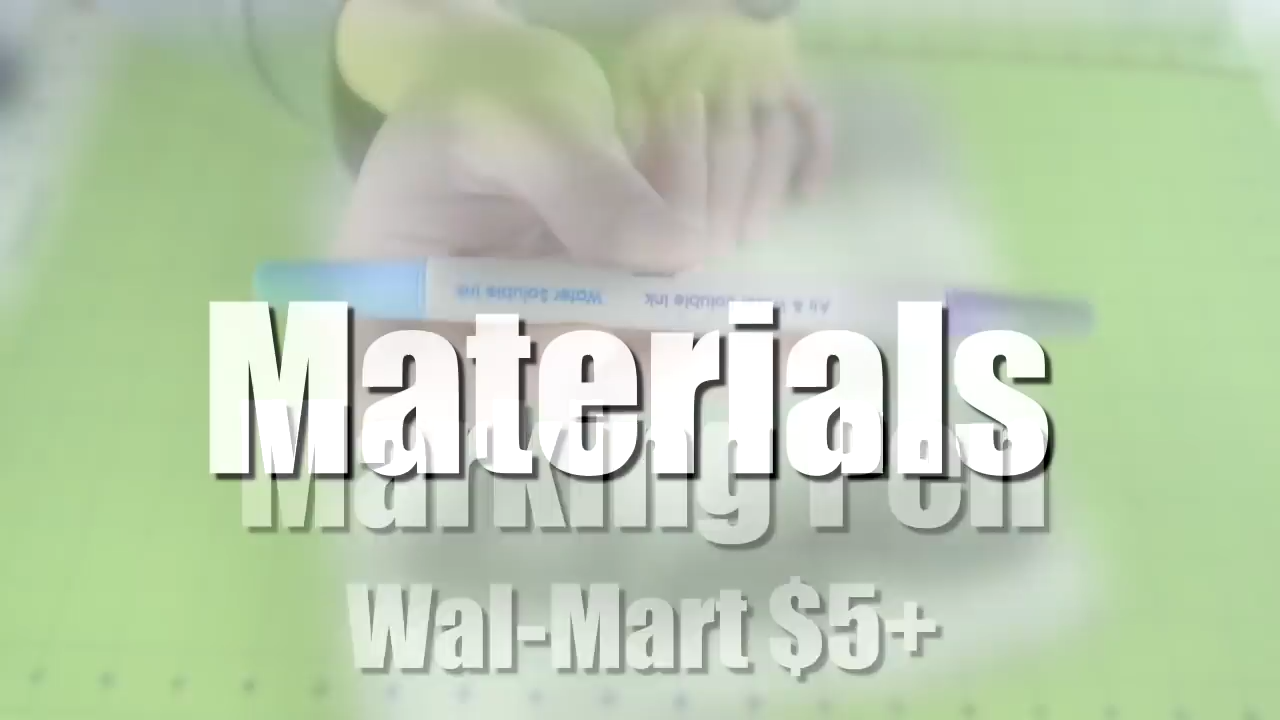 Water Soluble Ink
Air & Water Soluble Ink
Materials
Marking Pen
Wal-Mart $5+